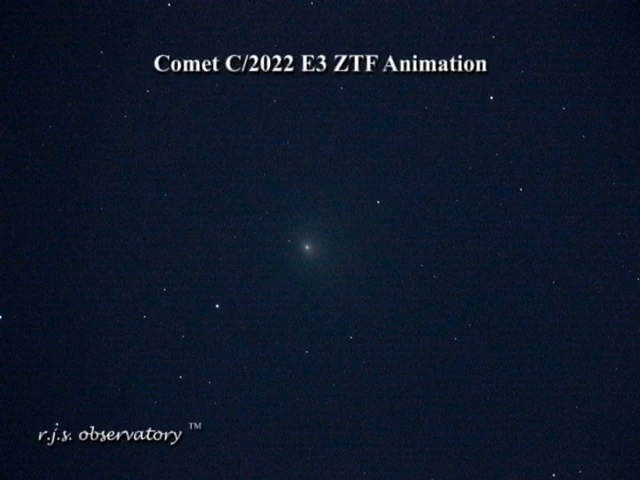 Comet C/2022 E3 ZTF Animation
r.j.s. observatory ™